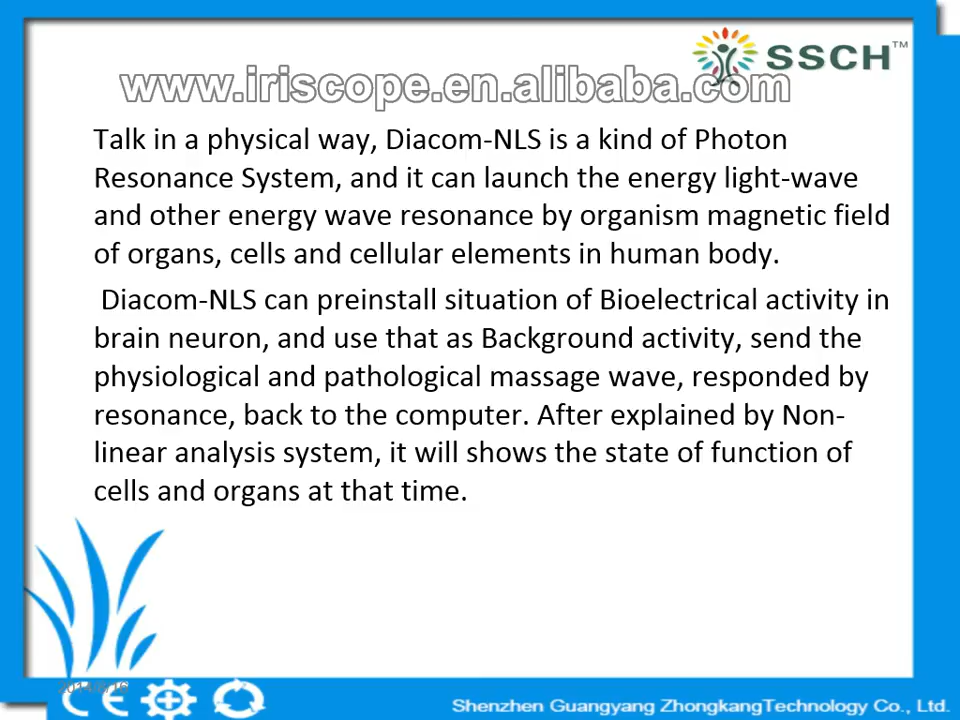 SSCH™
www.iriscope.en.alibaba.com
Talk in a physical way, Diacom-NLS is a kind of Photon
Resonance System, and it can launch the energy light-wave
and other energy wave resonance by organism magnetic field
of organs, cells and cellular elements in human body.
Diacom-NLS can preinstall situation of Bioelectrical activity in
brain neuron, and use that as Background activity, send the
physiological and pathological massage wave, responded by
resonance, back to the computer. After explained by Non-
linear analysis system, it will shows the state of function of
cells and organs at that time.
CE
Shenzhen Guangyang ZhongkangTechnology Co., Ltd.